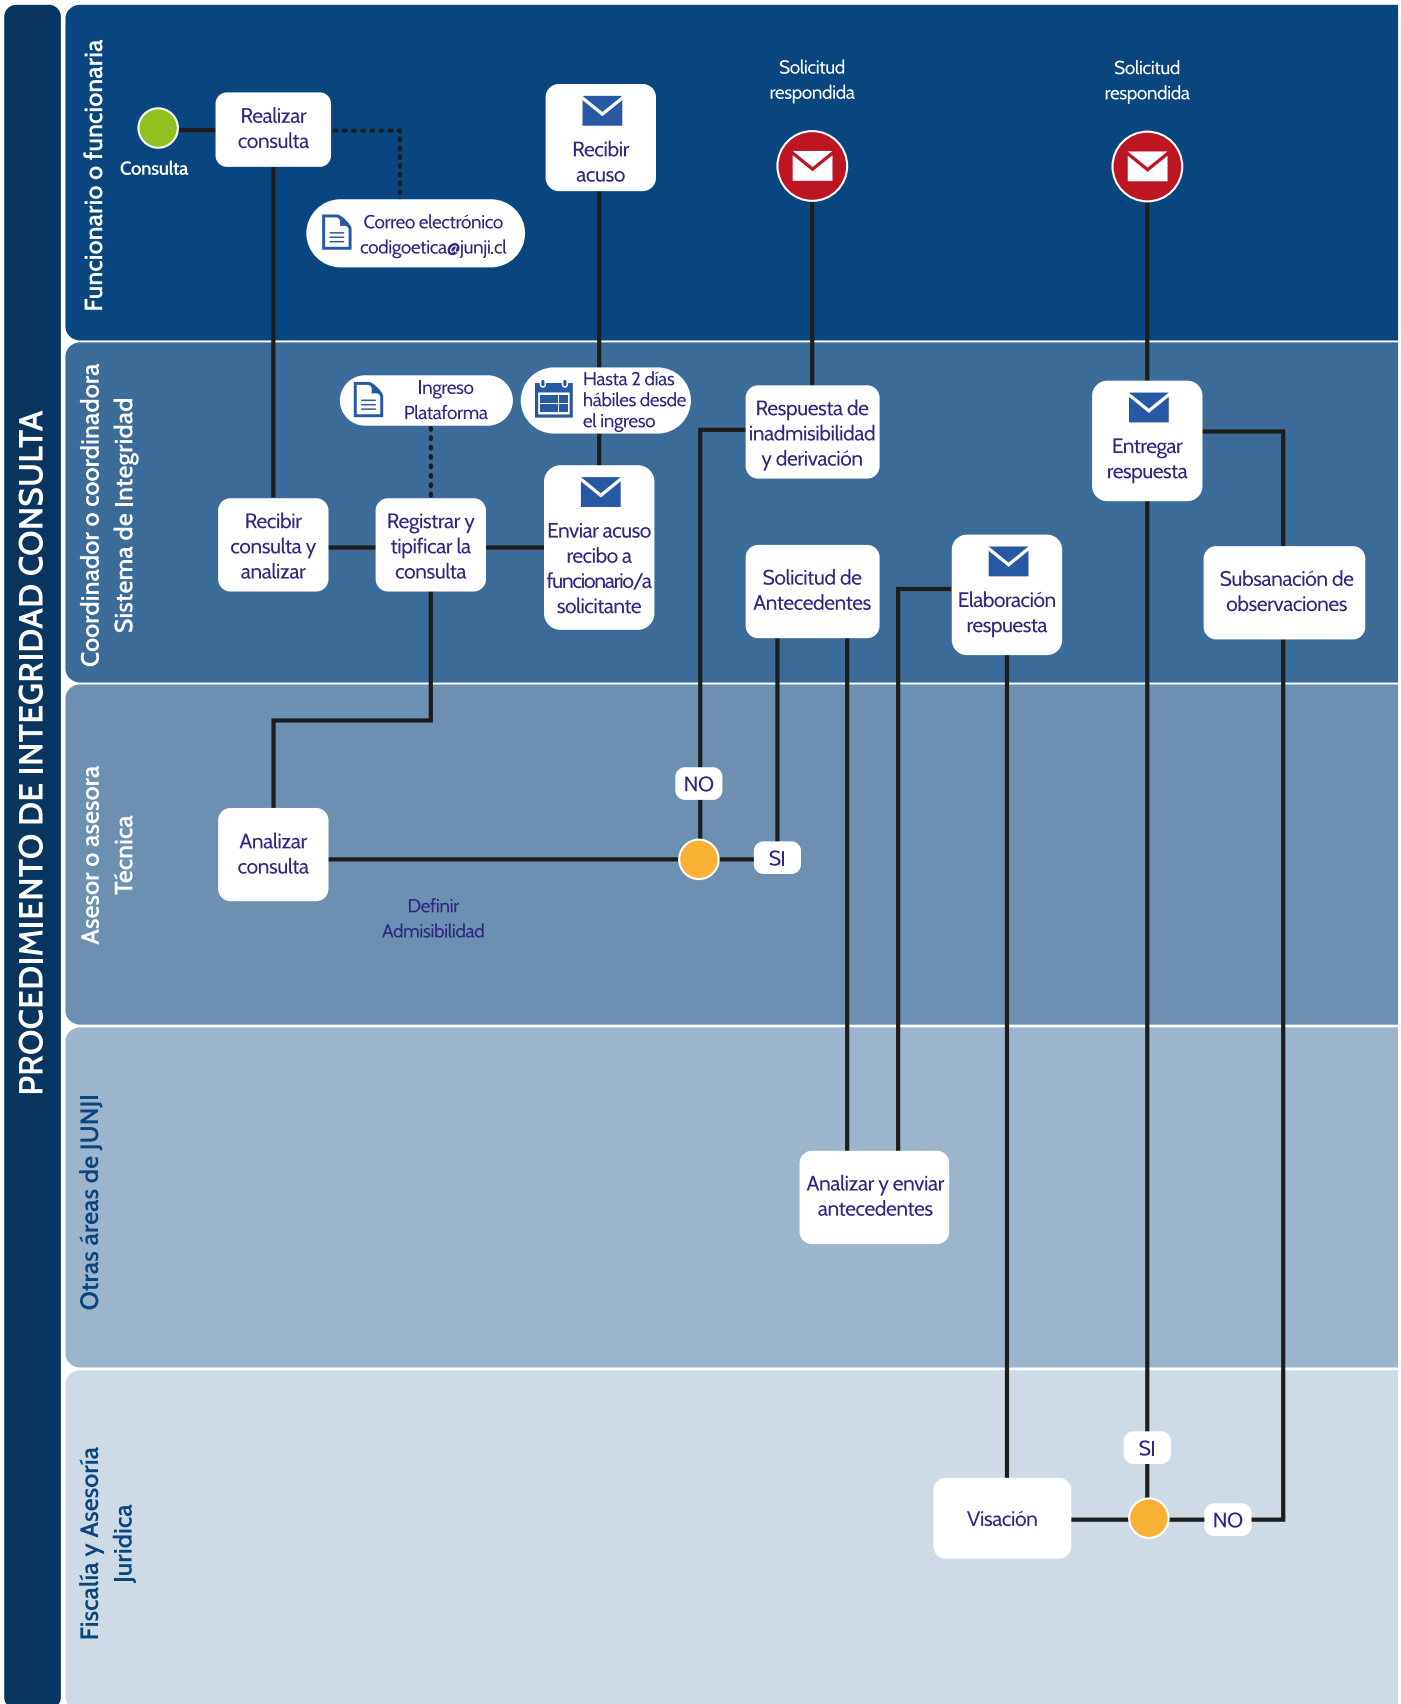 PROCEDIMIENTO DE INTEGRIDAD CONSULTA
Funcionario o funcionaria
Consulta
Realizar
consulta
Correo electrónico
codigoetica@junji.cl
Recibir
acuso
Solicitud
respondida
Solicitud
respondida
Coordinador o coordinadora
Sistema de Integridad
Recibir
consulta y
analizar
Ingreso
Plataforma
Registrar y
tipificar la
consulta
Hasta 2 días
hábiles desde
el ingreso
Enviar acuso
recibo a
funcionario/a
solicitante
Respuesta de
inadmisibilidad
y derivación
Solicitud de
Antecedentes
Elaboración
respuesta
Entregar
respuesta
Subsanación de
observaciones
Asesor o asesora
Técnica
Analizar
consulta
Definir
Admisibilidad
NO
SI
Otras áreas de JUNJI
Analizar y enviar
antecedentes
Fiscalía y Asesoría
Juridica
Visación
SI
NO